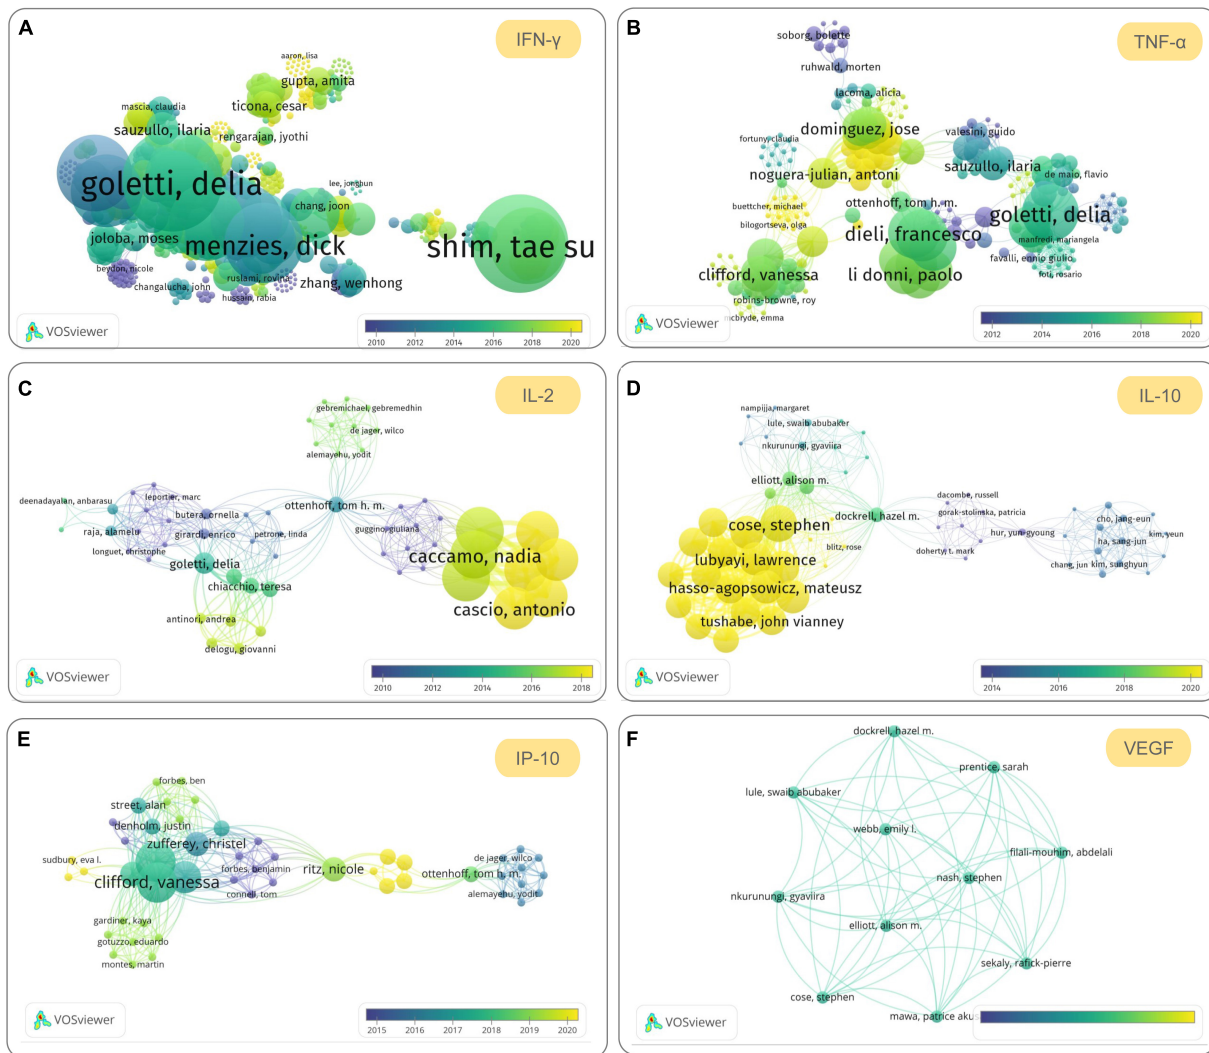 A
IFN-γ
aaron, lisa
gupta, amita
mascia, claudia
ticona, cesar
sauzullo, ilaria
rengarajan, jyothi
goletti, delia
lee, jonghun
chang, joon
joloba, moses
menzies, dick
shim, tae su
beydon, nicole
ruslami, rovina
zhang, wenhong
changalucha, john
hussain, rabia
VOSviewer
2010 2012 2014 2016 2018 2020
B
TNF-α
soborg, bolette
ruhwald, morten
lacoma, alicia
dominguez, jose
valesini, guido
fortuny, claudia
sauzullo, ilaria
noguera-julian, antoni
de maio, flavio
buettcher, michael
ottenhoff, tom h. m.
goletti, delia
bilogortseva, olga
dieli, francesco
manfredi, mariangela
favalli, ennio giulio
clifford, vanessa
li donni, paolo
foti, rosario
robins-browne, roy
mcbryde, emma
VOSviewer
2012 2014 2016 2018 2020
C
IL-2
gebremichael, gebremedhin
de jager, wilco
alemayehu, yodit
deenadayalan, anbarasu
leportier, marc
ottenhoff, tom h. m.
butera, ornella
raja, alamelu
girardi, enrico
petrone, linda
guggino, giuliana
longuet, christophe
goletti, delia
caccamo, nadia
chiacchio, teresa
cascio, antonio
antinori, andrea
delogu, giovanni
VOSviewer
2010 2012 2014 2016 2018
D
IL-10
nampijja, margaret
lule, swaib abubaker
nkurunungi, gyaviira
elliott, alison m.
dacombe, russell
cose, stephen
dockrell, hazel m.
gorak-stolinska, patricia
cho, jang-eun
hur, yun-gyoung
kim, yeun
blitz, rose
ha, sang-jun
lubyayi, lawrence
doherty, t. mark
chang, jun
kim, sunghyun
hasso-agopsowicz, mateusz
tushabe, john vianney
VOSviewer
2014 2016 2018 2020
E
IP-10
forbes, ben
street, alan
denholm, justin
zufferey, christel
sudbury, eva l.
de jager, wilco
forbes, benjamin
ritz, nicole
ottenhoff, tom h. m.
clifford, vanessa
connell, tom
alemayehu, yodit
gardiner, kaya
gotuzzo, eduardo
montes, martin
VOSviewer
2015 2016 2017 2018 2019 2020
F
VEGF
dockrell, hazel m.
prentice, sarah
lule, swaib abubaker
webb, emily l.
filali-mouhim, abdelali
nash, stephen
nkurunungi, gyaviira
elliott, alison m.
sekaly, rafick-pierre
cose, stephen
mawa, patrice akus
VOSviewer